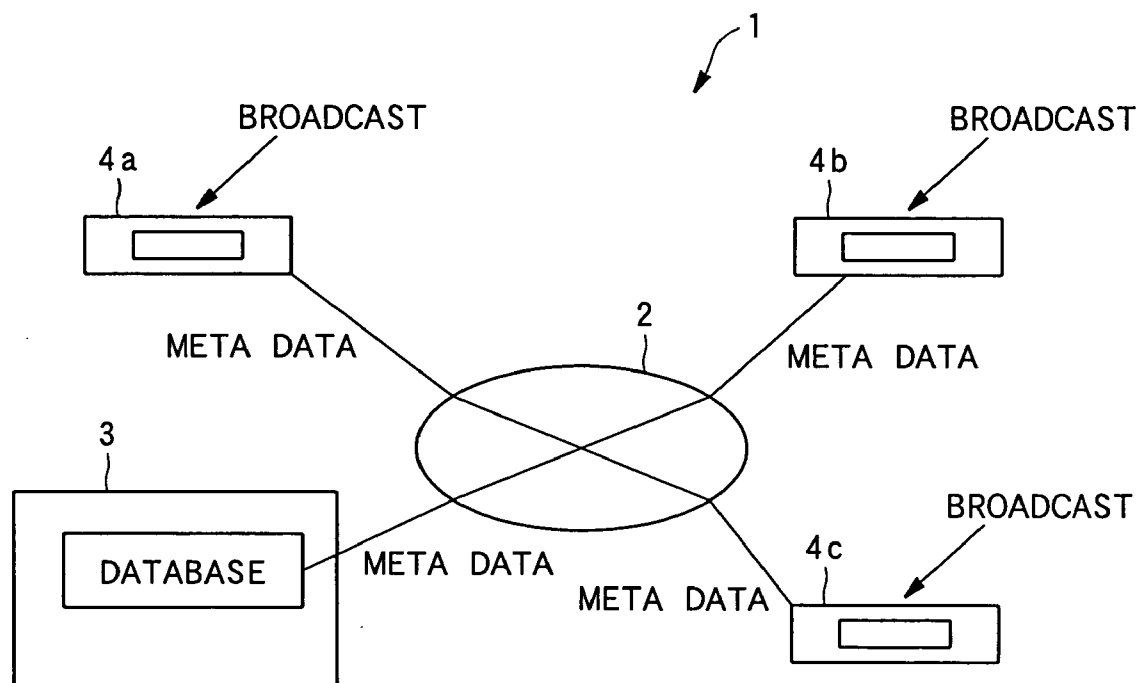 1
BROADCAST
BROADCAST
4a
4b
2
META DATA
META DATA
3
BROADCAST
4c
DATABASE
META DATA
META DATA